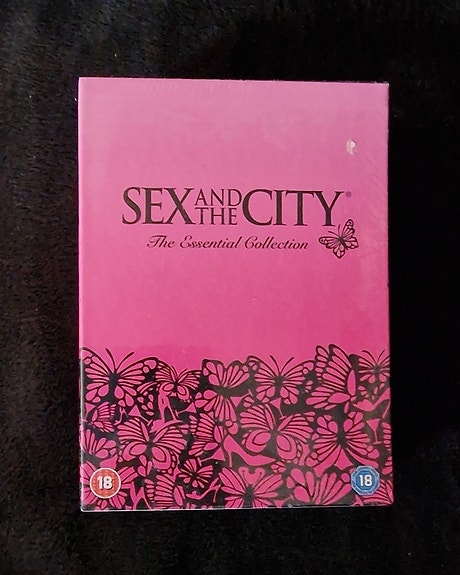 SEX AND THE CITY®
The Essential Collection
18 18